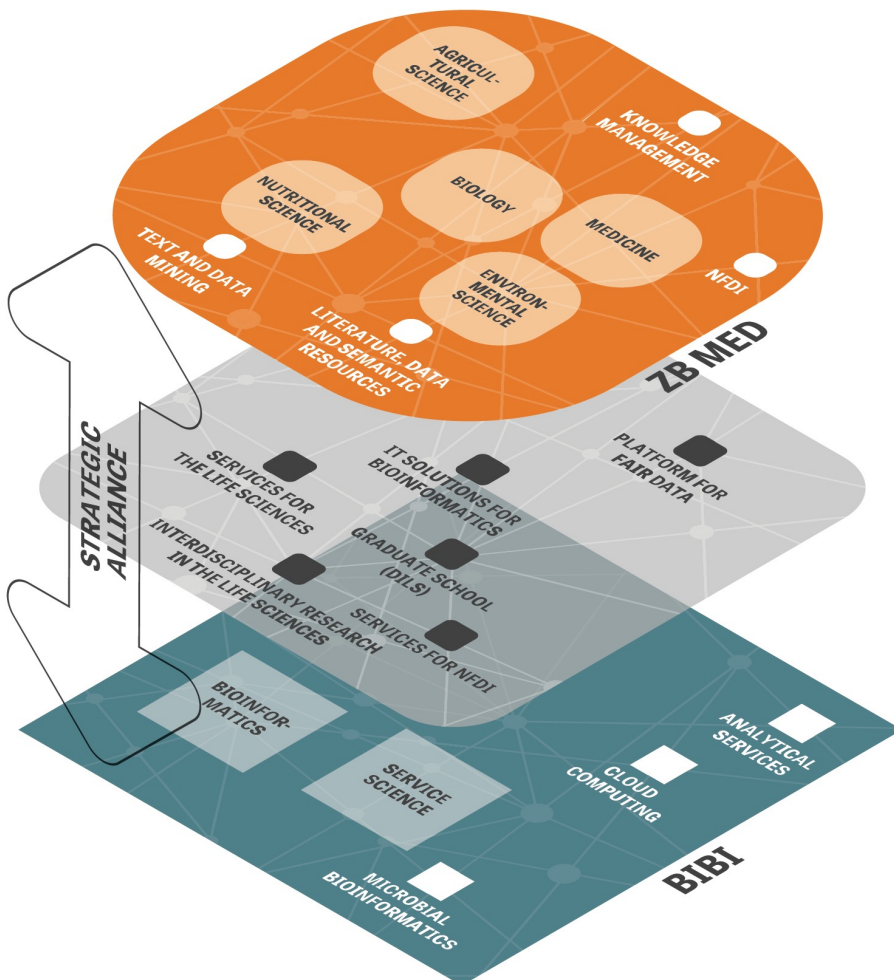 AGRICUL-
TURAL
SCIENCE
KNOWLEDGE
MANAGEMENT
NUTRITIONAL
SCIENCE
BIOLOGY
MEDICINE
TEXT AND DATA
MINING
ENVIRON-
MENTAL
SCIENCE
NFDI
LITERATURE, DATA
AND SEMANTIC
RESOURCES
ZB MED
STRATEGIC
ALLIANCE
SERVICES FOR
THE LIFE SCIENCES
IT SOLUTIONS FOR
BIOINFORMATICS
PLATFORM FOR
FAIR DATA
INTERDISCIPLINARY RESEARCH
IN THE LIFE SCIENCES
GRADUATE SCHOOL
(DILS)
SERVICES FOR NFDI
BIOINFOR-
MATICS
SERVICE
SCIENCE
ANALYTICAL
SERVICES
CLOUD
COMPUTING
MICROBIAL
BIOINFORMATICS
BIBI